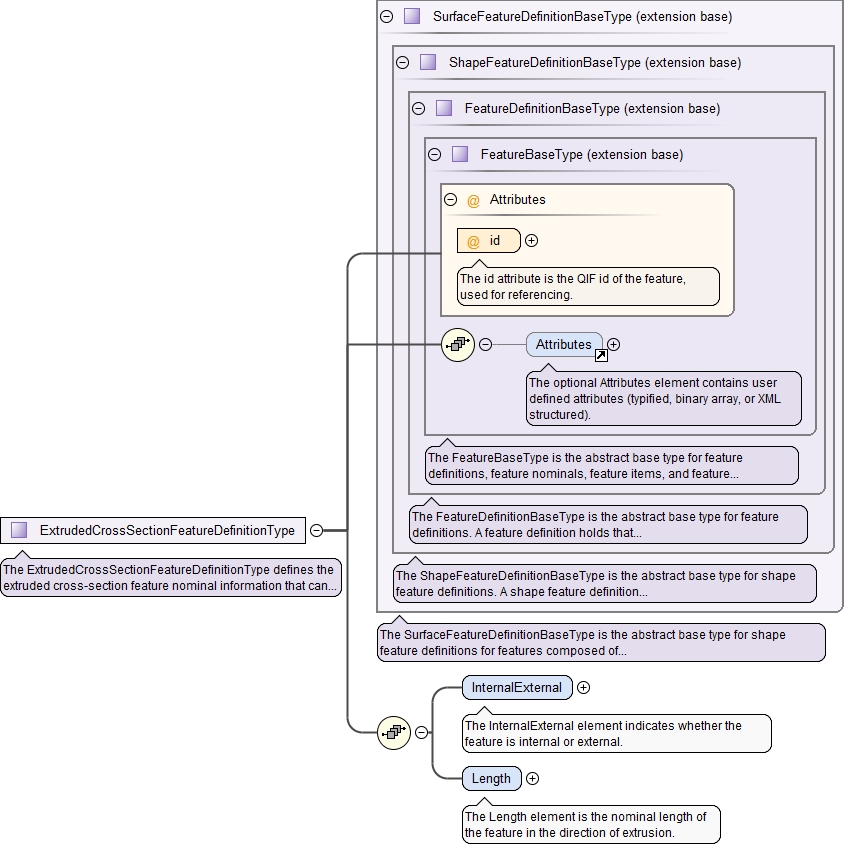 SurfaceFeatureDefinitionBaseType (extension base)
ShapeFeatureDefinitionBaseType (extension base)
FeatureDefinitionBaseType (extension base)
FeatureBaseType (extension base)
@ Attributes
@ id
The id attribute is the QIF id of the feature,
used for referencing.
Attributes
The optional Attributes element contains user
defined attributes (typified, binary array, or XML
structured).
The FeatureBaseType is the abstract base type for feature
definitions, feature nominals, feature items, and feature...
The FeatureDefinitionBaseType is the abstract base type for feature
definitions. A feature definition holds that...
ExtrudedCrossSectionFeatureDefinitionType
The ExtrudedCrossSectionFeatureDefinitionType defines the
extruded cross-section feature nominal information that can...
The ShapeFeatureDefinitionBaseType is the abstract base type for shape
feature definitions. A shape feature definition...
The SurfaceFeatureDefinitionBaseType is the abstract base type for shape
feature definitions for features composed of...
InternalExternal
The InternalExternal element indicates whether the
feature is internal or external.
Length
The Length element is the nominal length of
the feature in the direction of extrusion.